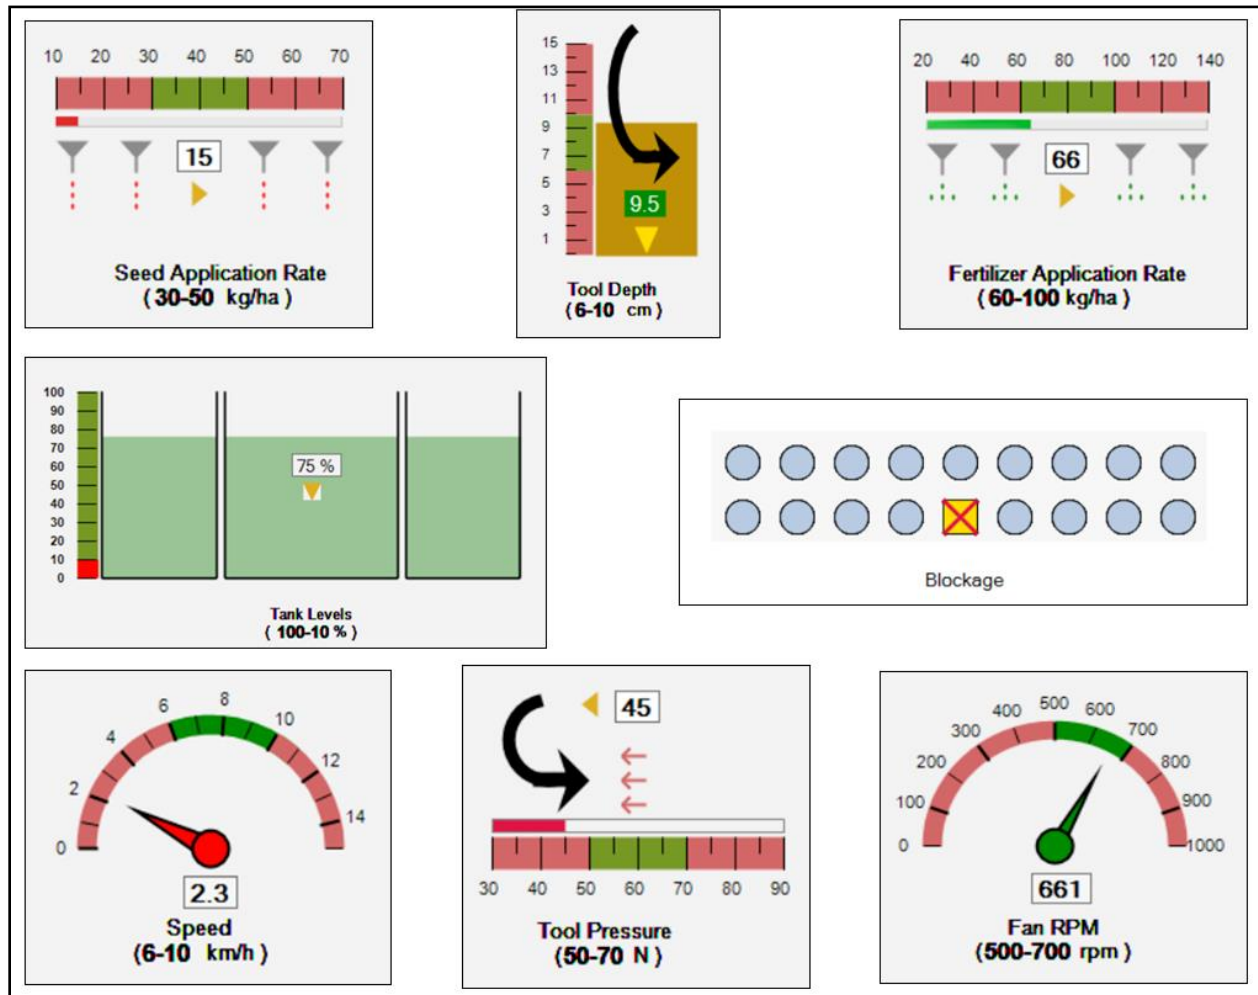 10 20 30 40 50 60 70
15
Seed Application Rate
(30-50 kg/ha)
15
13
11
9
7
5
3
1
9.5
Tool Depth
(6-10 cm)
20 40 60 80 100 120 140
66
Fertilizer Application Rate
(60-100 kg/ha)
100
90
80
70
60
50
40
30
20
10
0
75 %
Tank Levels
(100-10 %)
Blockage
0 2 4 6 8 10 12 14
2.3
Speed
(6-10 km/h)
45
30 40 50 60 70 80 90
Tool Pressure
(50-70 N)
0 100 200 300 400 500 600 700 800 900 1000
661
Fan RPM
(500-700 rpm)